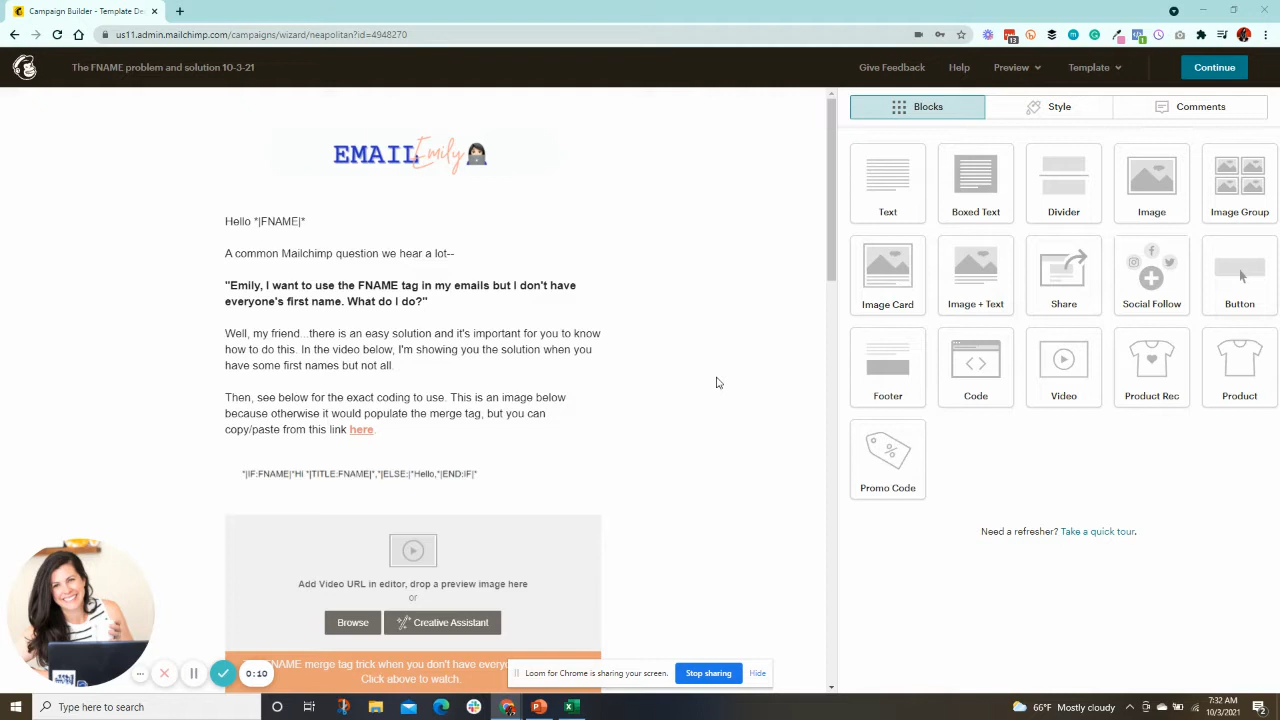 Campaign Builder - Template De
us11.admin.mailchimp.com/campaigns/wizard/neapolitan?id=4948270
13
1
The FNAME problem and solution 10-3-21
Give Feedback
Help
Preview
Template
Continue
Blocks
Style
Comments
EMAIL Emily
Hello *|FNAME|*
A common Mailchimp question we hear a lot--
"Emily, I want to use the FNAME tag in my emails but I don't have
everyone's first name. What do I do?"
Well, my friend...there is an easy solution and it's important for you to know
how to do this. In the video below, I'm showing you the solution when you
have some first names but not all.
Then, see below for the exact coding to use. This is an image below
because otherwise it would populate the merge tag, but you can
copy/paste from this link here.
*|IF:FNAME|*Hi *|TITLE:FNAME|*,*|ELSE:|*Hello,*|END:IF|*
Add Video URL in editor, drop a preview image here
or
Browse
Creative Assistant
NAME merge tag trick when you don't have every
Click above to watch.
Text
Boxed Text
Divider
Image
Image Group
Image Card
Image + Text
Share
Social Follow
Button
Footer
Code
Video
Product Rec
Product
Promo Code
Need a refresher? Take a quick tour.
0:10
Loom for Chrome is sharing your screen.
Stop sharing
Hide
Type here to search
66°F Mostly cloudy
7:32 AM
10/3/2021
2